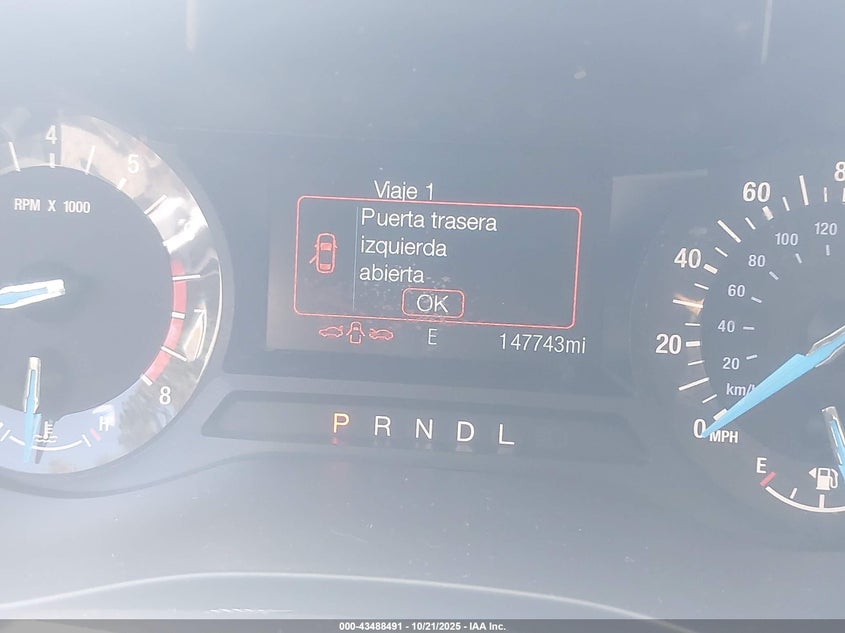 4
5
RPM X 1000
8
H
Viaje 1
Puerta trasera
izquierda
abierta
OK
E
147743mi
P R N D L
60
8
40
20
0
MPH
120
100
80
60
40
20
km/
E
000-43488491 - 10/21/2025 - IAA Inc.